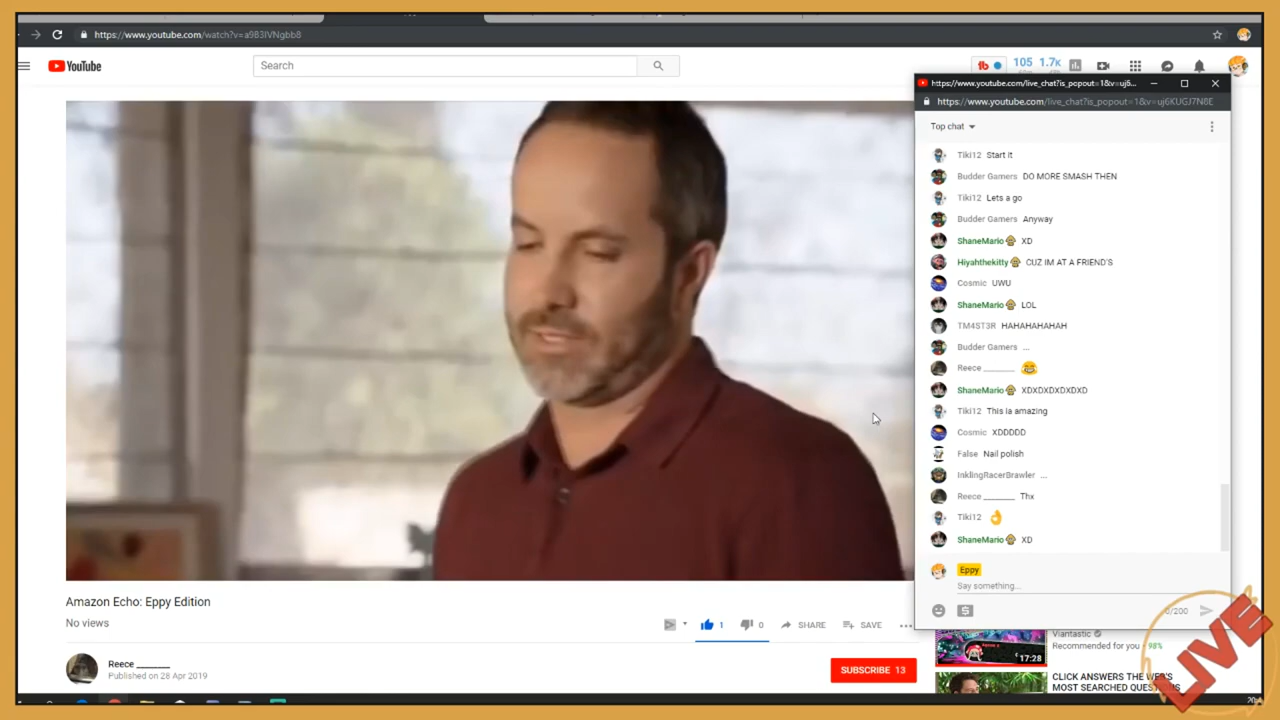 https://www.youtube.com/watch?v=a9B3IVNgbb8
YouTube
Search
105 1.7K
https://www.youtube.com/live_chat?is_popout=1&v=uj6...
https://www.youtube.com/live_chat?is_popout=1&v=uj6KUGJ7N8E
Top chat
Tiki12 Start it
Budder Gamers DO MORE SMASH THEN
Tiki12 Lets a go
Budder Gamers Anyway
ShaneMario XD
Hiyahthekitty CUZ IM AT A FRIEND'S
Cosmic UWU
ShaneMario LOL
TM4ST3R HAHAHAHAHAH
Budder Gamers ...
Reece _______ 😂
ShaneMario XDXDXDXDXDXD
Tiki12 This is amazing
Cosmic XDDDDD
False Nail polish
InklingRacerBrawler ...
Reece _______ Thx
Tiki12 👌
ShaneMario XD
Eppy
Say something...
0/200
Amazon Echo: Eppy Edition
No views
1 0 SHARE SAVE
Reece _______
Published on 28 Apr 2019
SUBSCRIBE 13
Viantastic
Recommended for you 98%
17:28
CLICK ANSWERS THE WEB'S
MOST SEARCHED QUESTIONS
LIVE